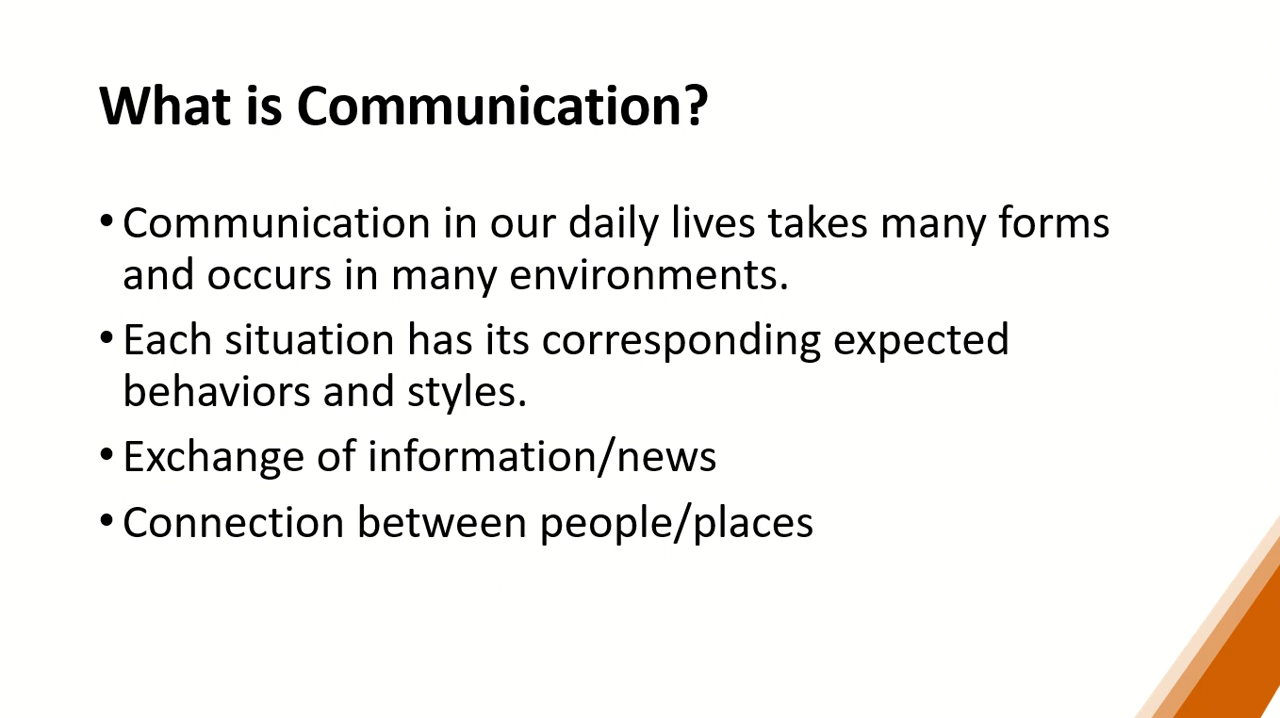 What is Communication?
• Communication in our daily lives takes many forms
and occurs in many environments.
• Each situation has its corresponding expected
behaviors and styles.
• Exchange of information/news
• Connection between people/places